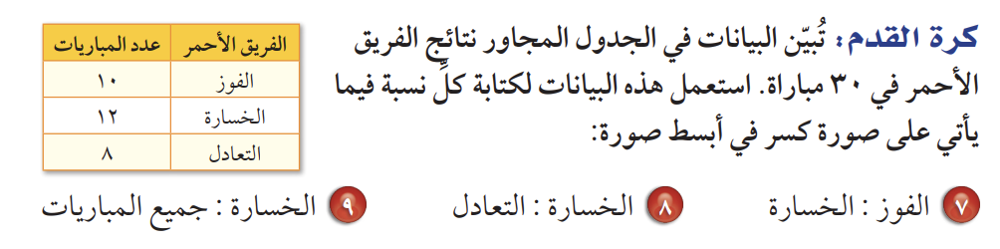 كرة القدم: تُبيّن البيانات في الجدول المجاور نتائج الفريق
الأحمر في ٣٠ مباراة. استعمل هذه البيانات لكتابة كلِّ نسبة فيما
يأتي على صورة كسر في أبسط صورة:
الفريق الأحمر عدد المباريات
الفوز ١٠
الخسارة ١٢
التعادل ٨
٧ الفوز : الخسارة ٨ الخسارة : التعادل ٩ الخسارة : جميع المباريات